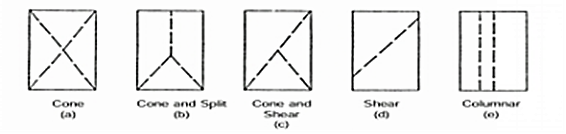 Cone
(a)
Cone and Split
(b)
Cone and
Shear
(c)
Shear
(d)
Columnar
(e)